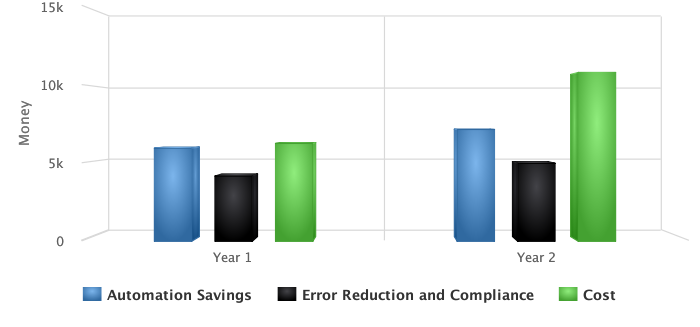 15k
10k
5k
0
Money
Year 1 Year 2
Automation Savings Error Reduction and Compliance Cost